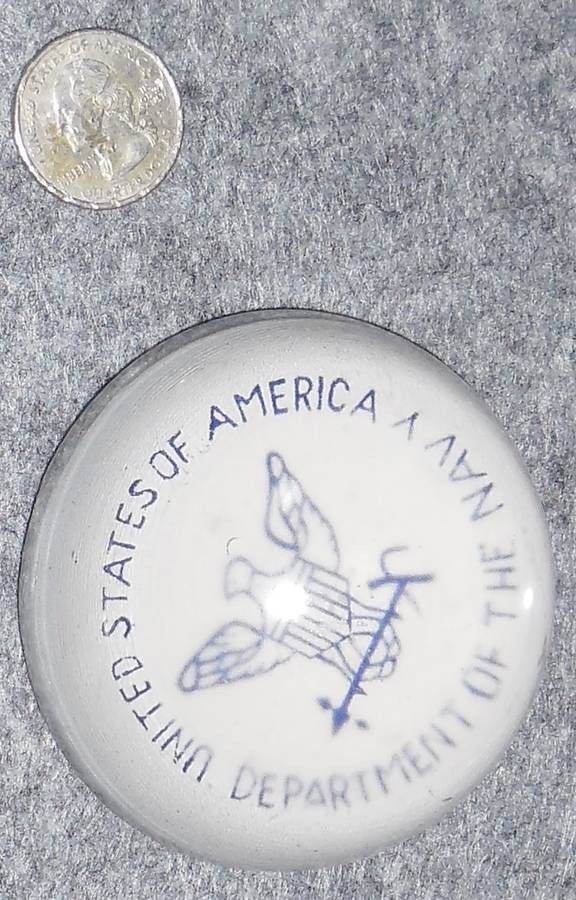 UNITED STATES OF AMERICA
DEPARTMENT OF THE NAVY
STATES OF AMERICA